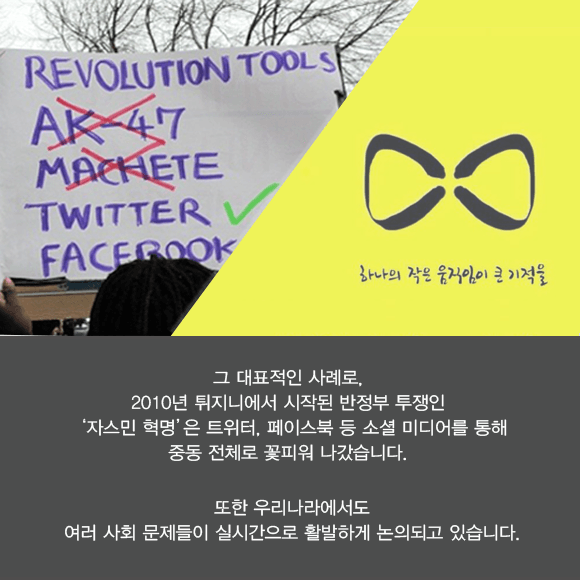 REVOLUTION TOOLS
AK-47
MACHETE
TWITTER
FACEBOOK
하나의 작은 움직임이 큰 기적을
그 대표적인 사례로,
2010년 튀지니에서 시작된 반정부 투쟁인
‘자스민 혁명’은 트위터, 페이스북 등 소셜 미디어를 통해
중동 전체로 꽃피워 나갔습니다.
또한 우리나라에서도
여러 사회 문제들이 실시간으로 활발하게 논의되고 있습니다.